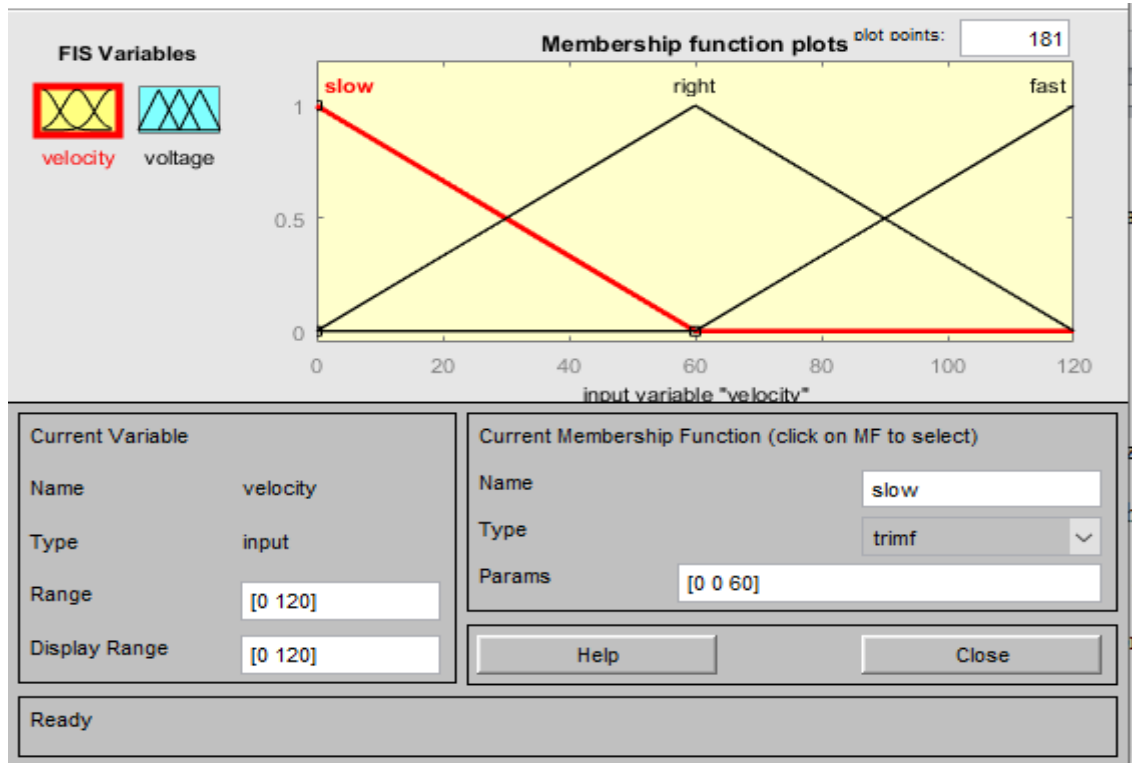 FIS Variables
velocity
voltage
Membership function plots
plot points:
181
slow
right
fast
1
0.5
0
0
20
40
60
80
100
120
input variable "velocity"
Current Variable
Name
velocity
Type
input
Range
[0 120]
Display Range
[0 120]
Current Membership Function (click on MF to select)
Name
slow
Type
trimf
Params
[0 0 60]
Help
Close
Ready